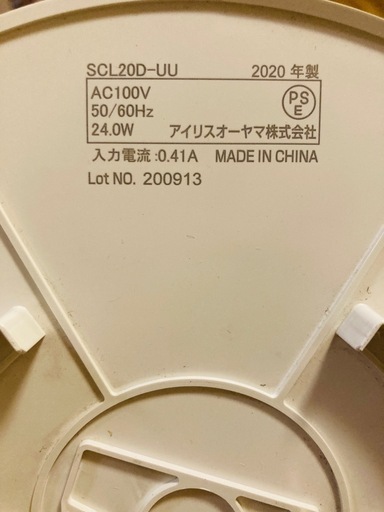 SCL20D-UU 2020 年製
AC100V
50/60Hz PSE
24.0W アイリスオーヤマ株式会社
入力電流:0.41A MADE IN CHINA
Lot NO. 200913